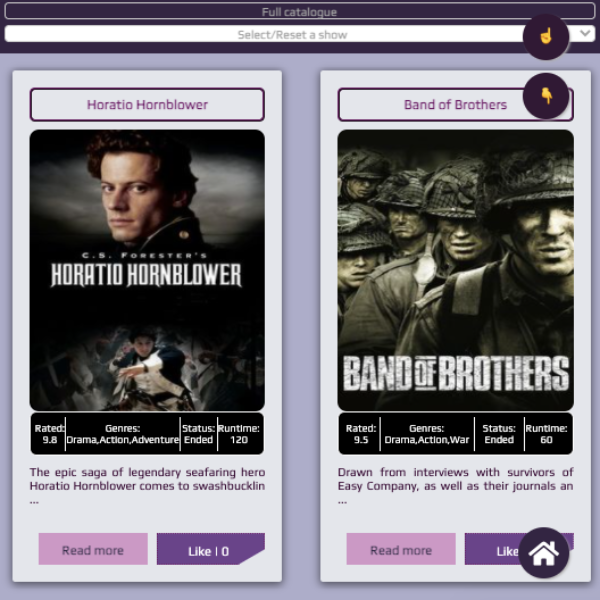 Full catalogue
Select/Reset a show
Horatio Hornblower
C.S. FORESTER'S
HORATIO HORNBLOWER
Rated: 9.8
Genres: Drama,Action,Adventure
Status: Ended
Runtime: 120
The epic saga of legendary seafaring hero
Horatio Hornblower comes to swashbucklin
...
Read more
Like | 0
Band of Brothers
BAND OF BROTHERS
Rated: 9.5
Genres: Drama,Action,War
Status: Ended
Runtime: 60
Drawn from interviews with survivors of
Easy Company, as well as their journals an
...
Read more
Like